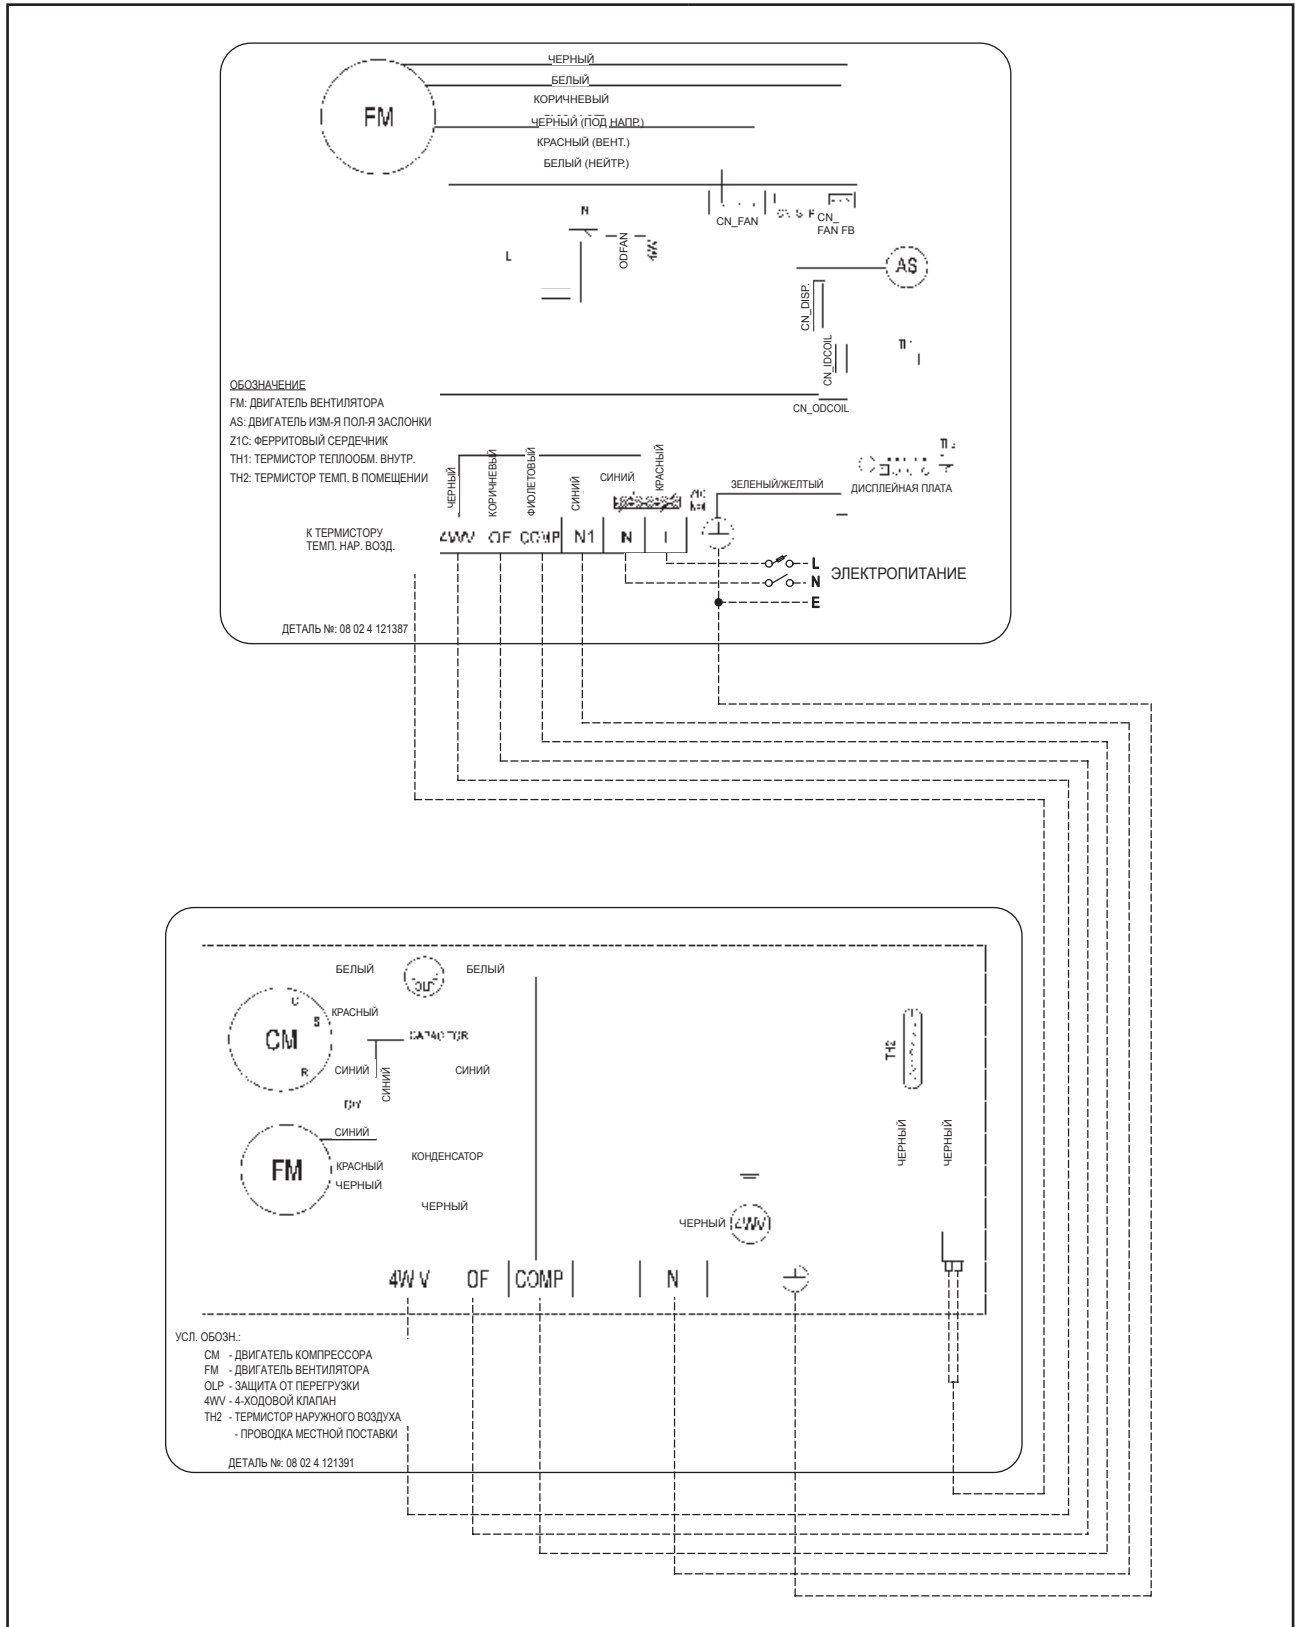 ЧЕРНЫЙ
БЕЛЫЙ
КОРИЧНЕВЫЙ
ЧЕРНЫЙ (ПОД НАПР.)
КРАСНЫЙ (ВЕНТ.)
БЕЛЫЙ (НЕЙТР.)
FM
CN_FAN
CN_
FAN FB
N
L
ODFAN
AS
CN_DISP.
CN_IDCOIL
CN_ODCOIL
ОБОЗНАЧЕНИЕ
FM: ДВИГАТЕЛЬ ВЕНТИЛЯТОРА
AS: ДВИГАТЕЛЬ ИЗМ-Я ПОЛ-Я ЗАСЛОНКИ
Z1C: ФЕРРИТОВЫЙ СЕРДЕЧНИК
TH1: ТЕРМИСТОР ТЕПЛООБМ. ВНУТР.
TH2: ТЕРМИСТОР ТЕМП. В ПОМЕЩЕНИИ
ЧЕРНЫЙ
КОРИЧНЕВЫЙ
ФИОЛЕТОВЫЙ
СИНИЙ
СИНИЙ
КРАСНЫЙ
ЗЕЛЕНЫЙ/ЖЕЛТЫЙ
ДИСПЛЕЙНАЯ ПЛАТА
К ТЕРМИСТОРУ
ТЕМП. НАР. ВОЗД.
4WV OF COMP N1 N
L
N
E
ЭЛЕКТРОПИТАНИЕ
ДЕТАЛЬ №: 08 02 4 121387
БЕЛЫЙ
OLP
БЕЛЫЙ
C
S
R
CM
КРАСНЫЙ
CAPACITOR
СИНИЙ
СИНИЙ
СИНИЙ
TH2
СИНИЙ
FM
КРАСНЫЙ
ЧЕРНЫЙ
КОНДЕНСАТОР
ЧЕРНЫЙ
ЧЕРНЫЙ
ЧЕРНЫЙ
ЧЕРНЫЙ
4WV
4WV OF COMP N
УСЛ. ОБОЗН.:
CM - ДВИГАТЕЛЬ КОМПРЕССОРА
FM - ДВИГАТЕЛЬ ВЕНТИЛЯТОРА
OLP - ЗАЩИТА ОТ ПЕРЕГРУЗКИ
4WV - 4-ХОДОВОЙ КЛАПАН
TH2 - ТЕРМИСТОР НАРУЖНОГО ВОЗДУХА
- ПРОВОДКА МЕСТНОЙ ПОСТАВКИ
ДЕТАЛЬ №: 08 02 4 121391